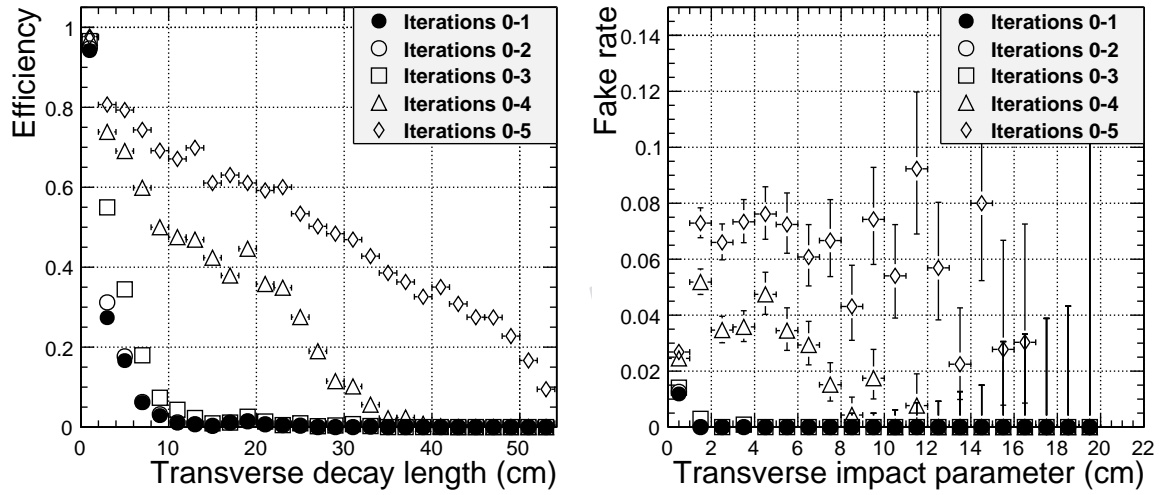 Efficiency
1
0.8
0.6
0.4
0.2
0
0 10 20 30 40 50
Transverse decay length (cm)
Iterations 0-1
Iterations 0-2
Iterations 0-3
Iterations 0-4
Iterations 0-5
Fake rate
0.14
0.12
0.1
0.08
0.06
0.04
0.02
0
0 2 4 6 8 10 12 14 16 18 20 22
Transverse impact parameter (cm)
Iterations 0-1
Iterations 0-2
Iterations 0-3
Iterations 0-4
Iterations 0-5